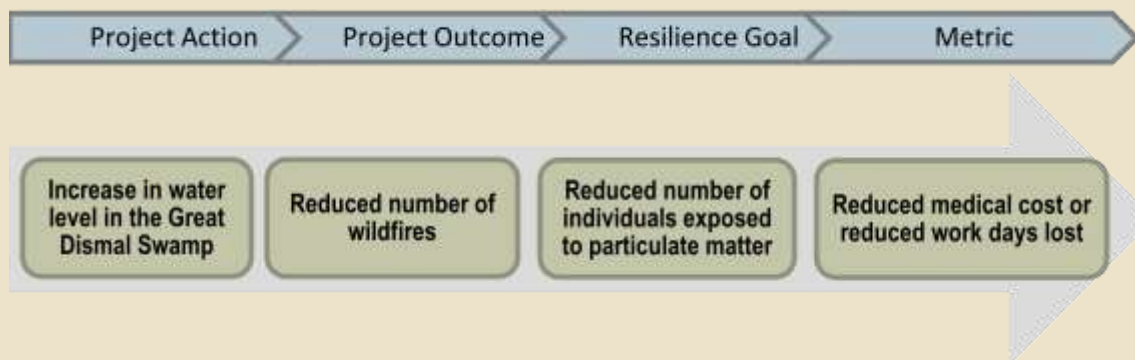 Project Action
Project Outcome
Resilience Goal
Metric
Increase in water
level in the Great
Dismal Swamp
Reduced number of
wildfires
Reduced number of
individuals exposed
to particulate matter
Reduced medical cost or
reduced work days lost